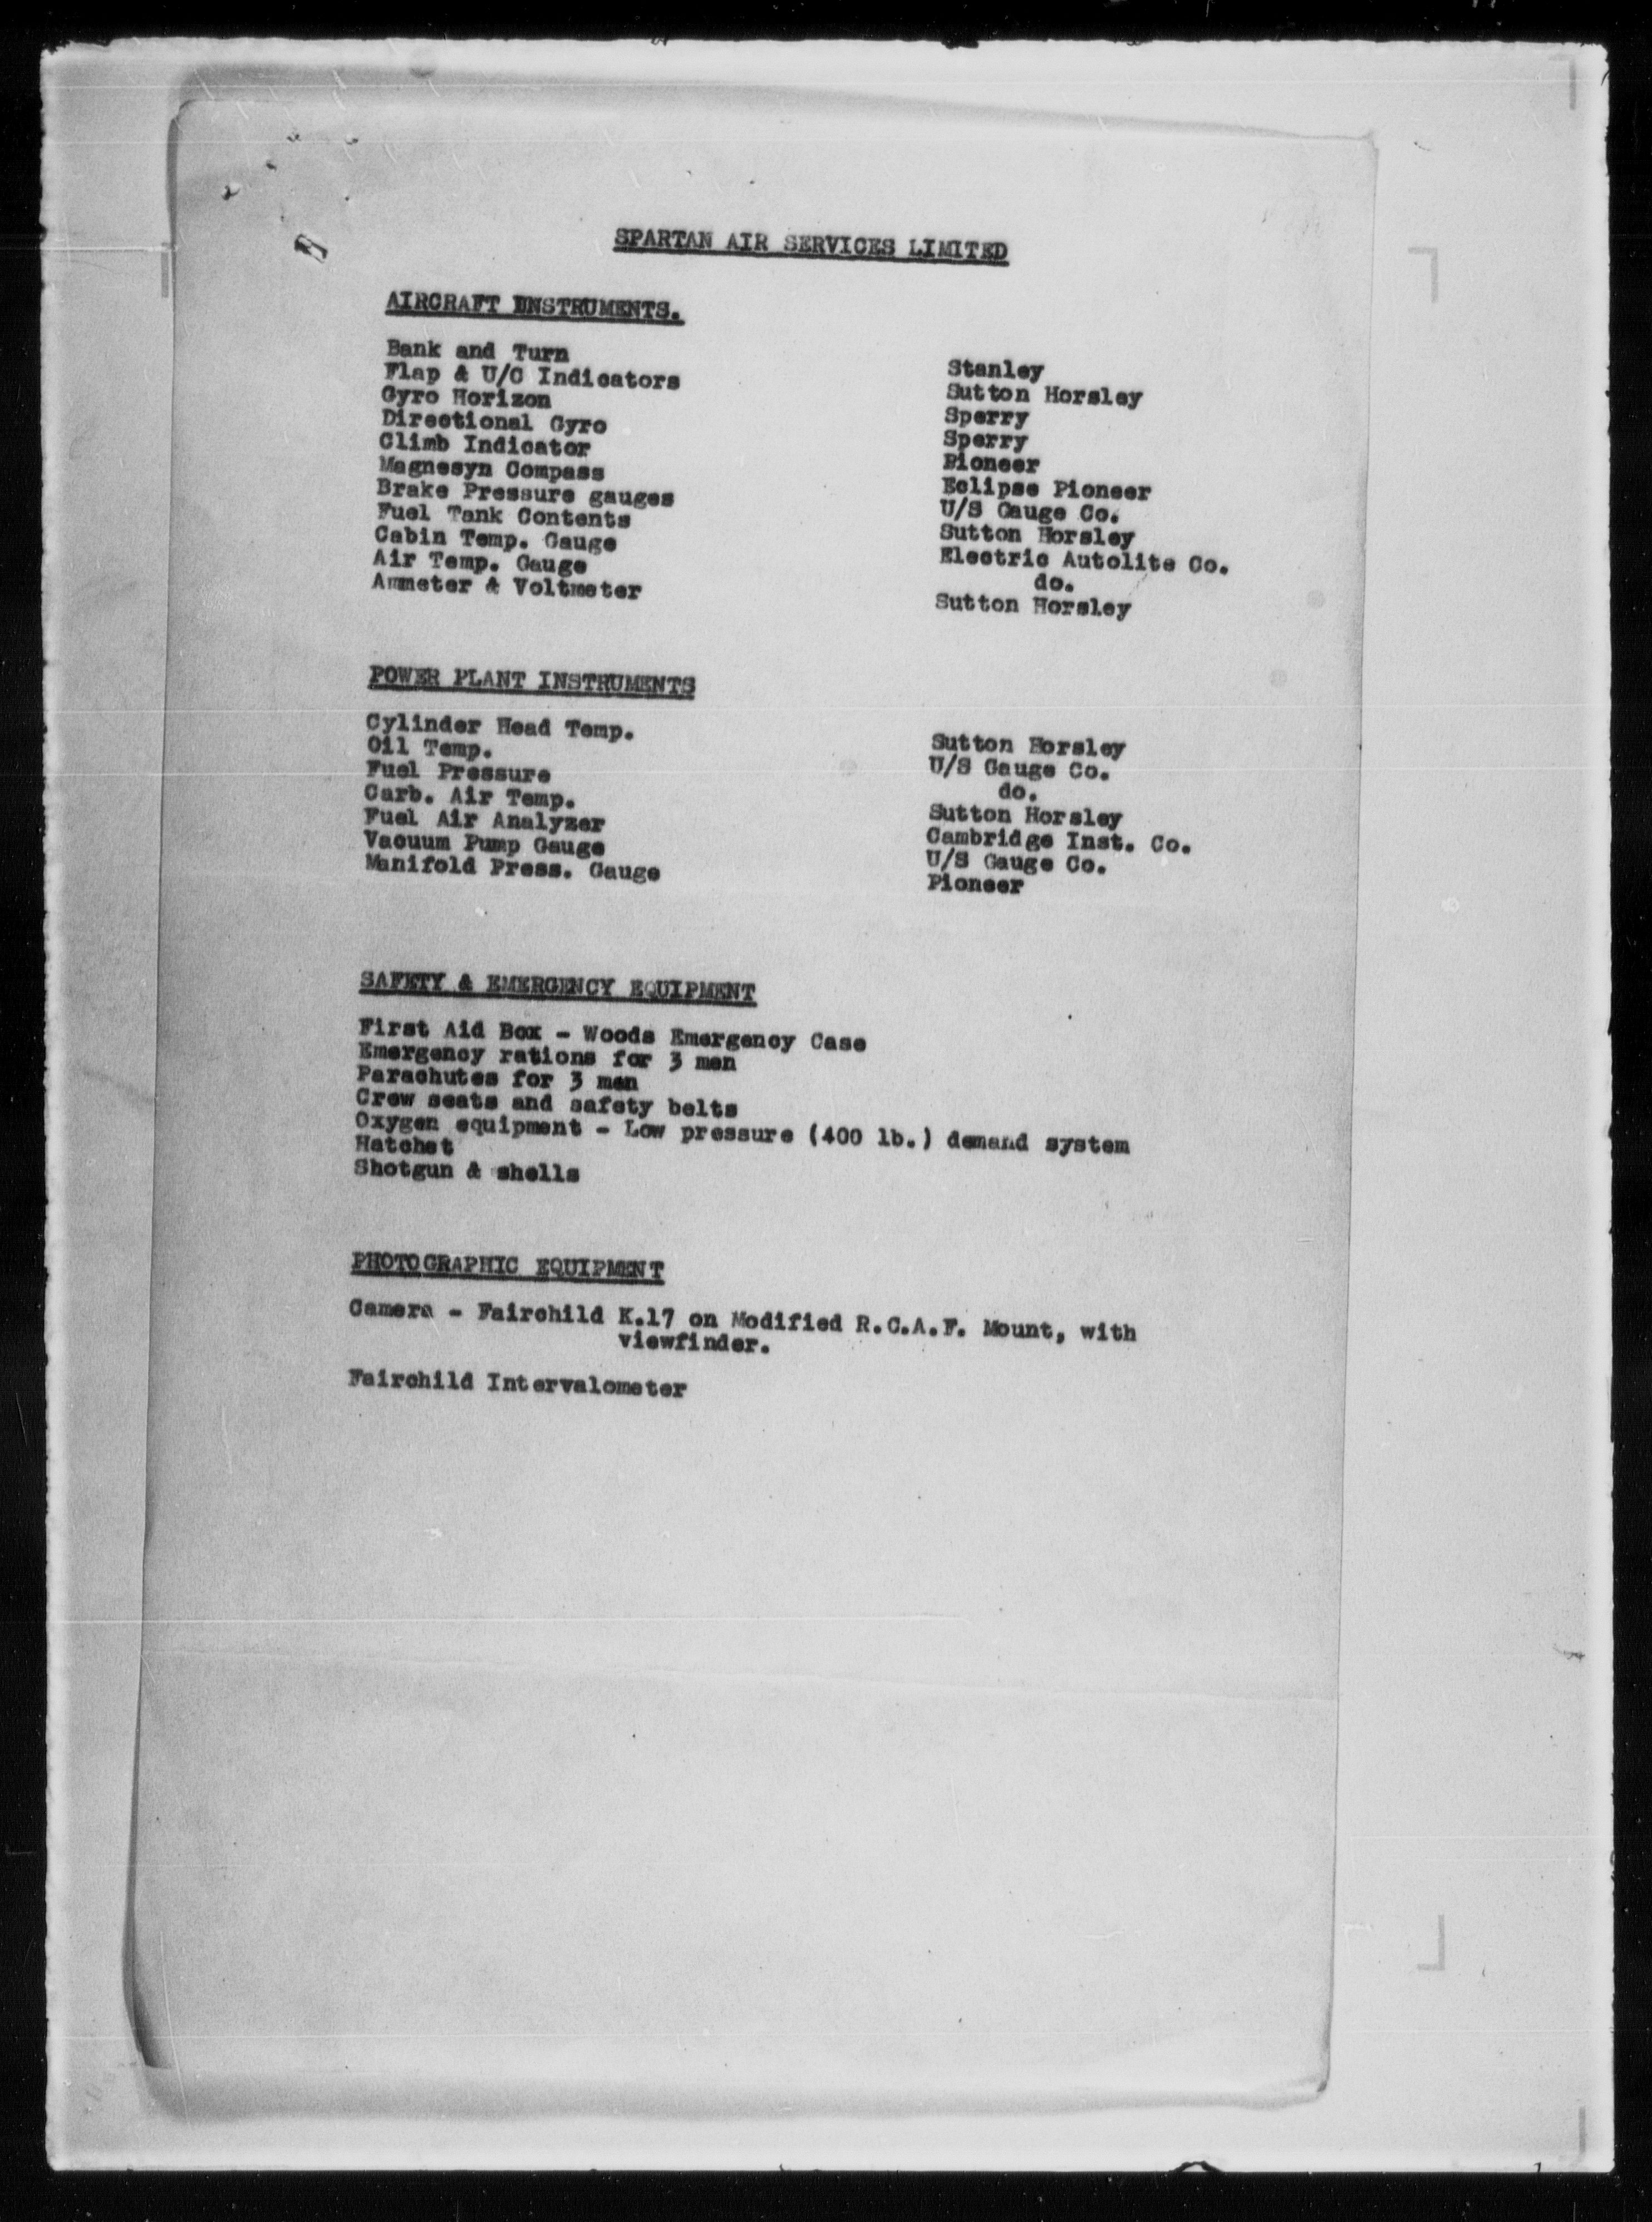 SPARTAN AIR SERVICES LIMITED
AIRCRAFT INSTRUMENTS.
Bank and Turn Stanley
Flap & U/C Indicators Sutton Horsley
Gyro Horizon Sperry
Directional Gyro Sperry
Climb Indicator Pioneer
Magnesyn Compass Eclipse Pioneer
Brake Pressure gauges U/S Gauge Co.
Fuel Tank Contents Sutton Horsley
Cabin Temp. Gauge Electric Autolite Co.
Air Temp. Gauge do.
Ammeter & Voltmeter Sutton Horsley
POWER PLANT INSTRUMENTS
Cylinder Head Temp. Sutton Horsley
Oil Temp. U/S Gauge Co.
Fuel Pressure do.
Carb. Air Temp. Sutton Horsley
Fuel Air Analyzer Cambridge Inst. Co.
Vacuum Pump Gauge U/S Gauge Co.
Manifold Press. Gauge Pioneer
SAFETY & EMERGENCY EQUIPMENT
First Aid Box - Woods Emergency Case
Emergency rations for 3 men
Parachutes for 3 men
Crew seats and safety belts
Oxygen equipment - Low pressure (400 lb.) demand system
Hatchet
Shotgun & shells
PHOTOGRAPHIC EQUIPMENT
Camera - Fairchild K.17 on Modified R.C.A.F. Mount, with
viewfinder.
Fairchild Intervalometer